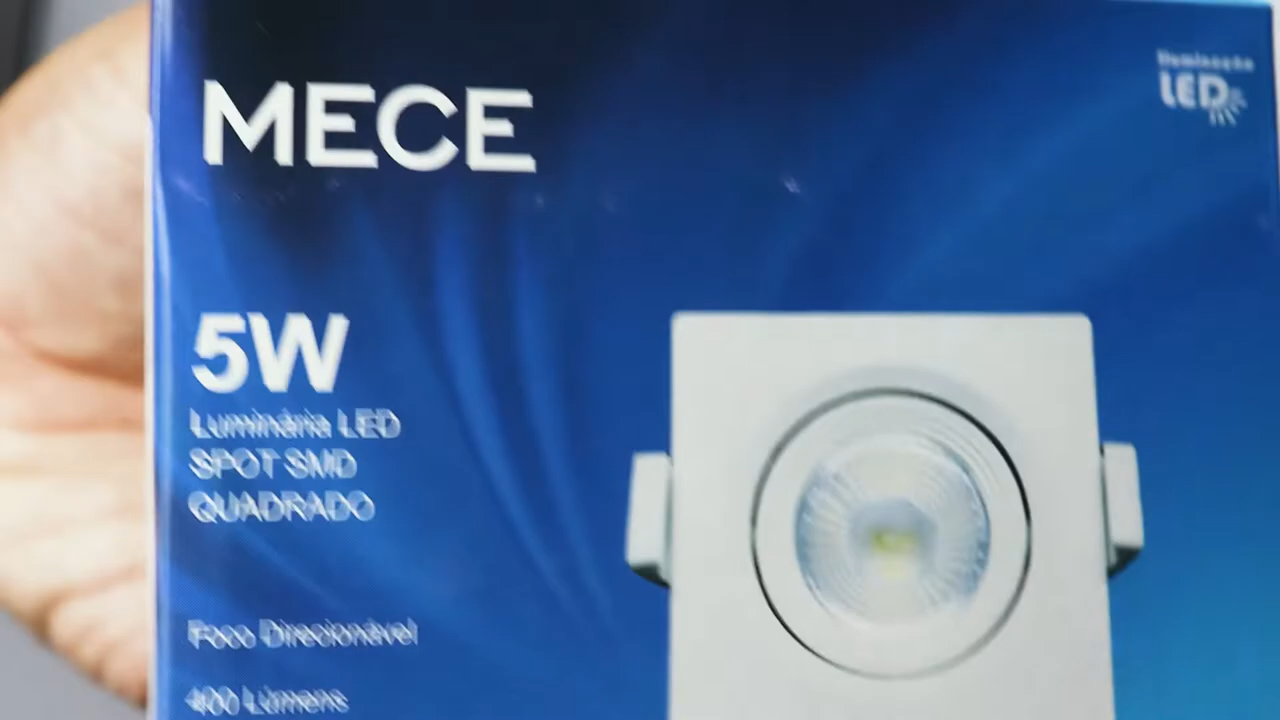 MECE
Iluminação
LED
5W
Luminária LED
SPOT SMD
QUADRADO
Foco Direcionável
400 Lúmens